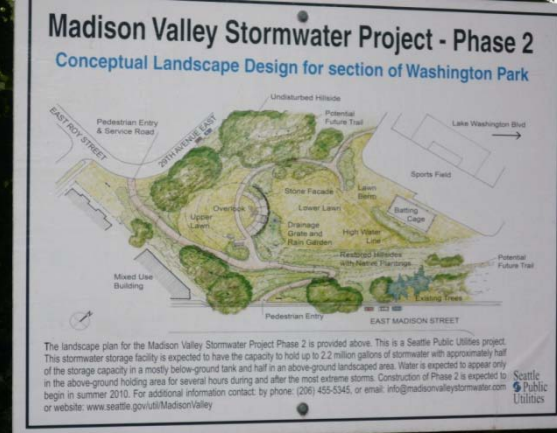 Madison Valley Stormwater Project - Phase 2
Conceptual Landscape Design for section of Washington Park
Undisturbed Hillside
Pedestrian Entry
& Service Road
29TH AVENUE EAST
Potential
Future Trail
Lake Washington Blvd
EAST ROY STREET
Sports Field
Stone Facade
Lawn
Berm
Overlook
Lower Lawn
Batting
Cage
Upper
Lawn
Drainage
Grate and
Rain Garden
High Water
Line
Restored Hillsides
with Native Plantings
Potential
Future Trail
Mixed Use
Building
Existing Trees
Pedestrian Entry
EAST MADISON STREET
The landscape plan for the Madison Valley Stormwater Project Phase 2 is provided above. This is a Seattle Public Utilities project.
This stormwater storage facility is expected to have the capacity to hold up to 2.2 million gallons of stormwater with approximately half
of the storage capacity in a mostly below-ground tank and half in an above-ground landscaped area. Water is expected to appear only
in the above-ground holding area for several hours during and after the most extreme storms. Construction of Phase 2 is expected to
begin in summer 2010. For additional information contact: by phone: (206) 455-5345, or email: info@madisonvalleystormwater.com
or website: www.seattle.gov/util/MadisonValley
Seattle
Public
Utilities